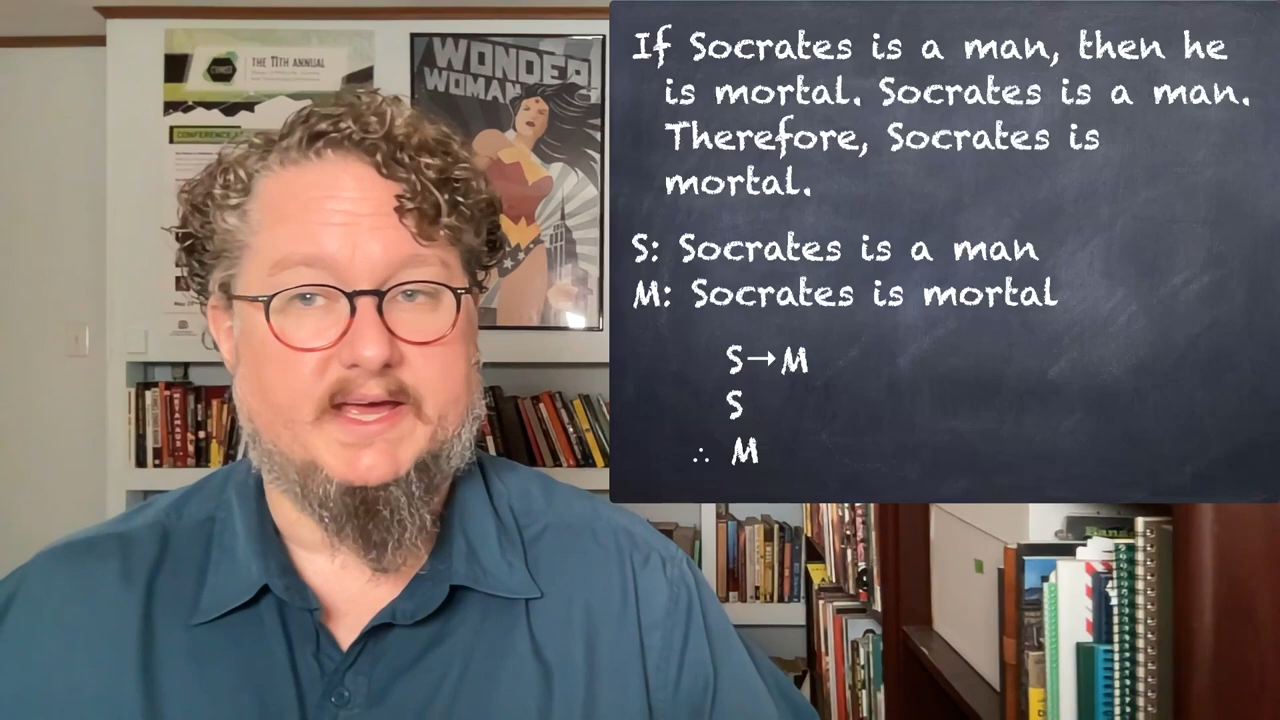 THE 11TH ANNUAL
CONFERENCE
WONDER
WOMAN
If Socrates is a man, then he
is mortal. Socrates is a man.
Therefore, Socrates is
mortal.
S: Socrates is a man
M: Socrates is mortal
S→M
S
∴ M